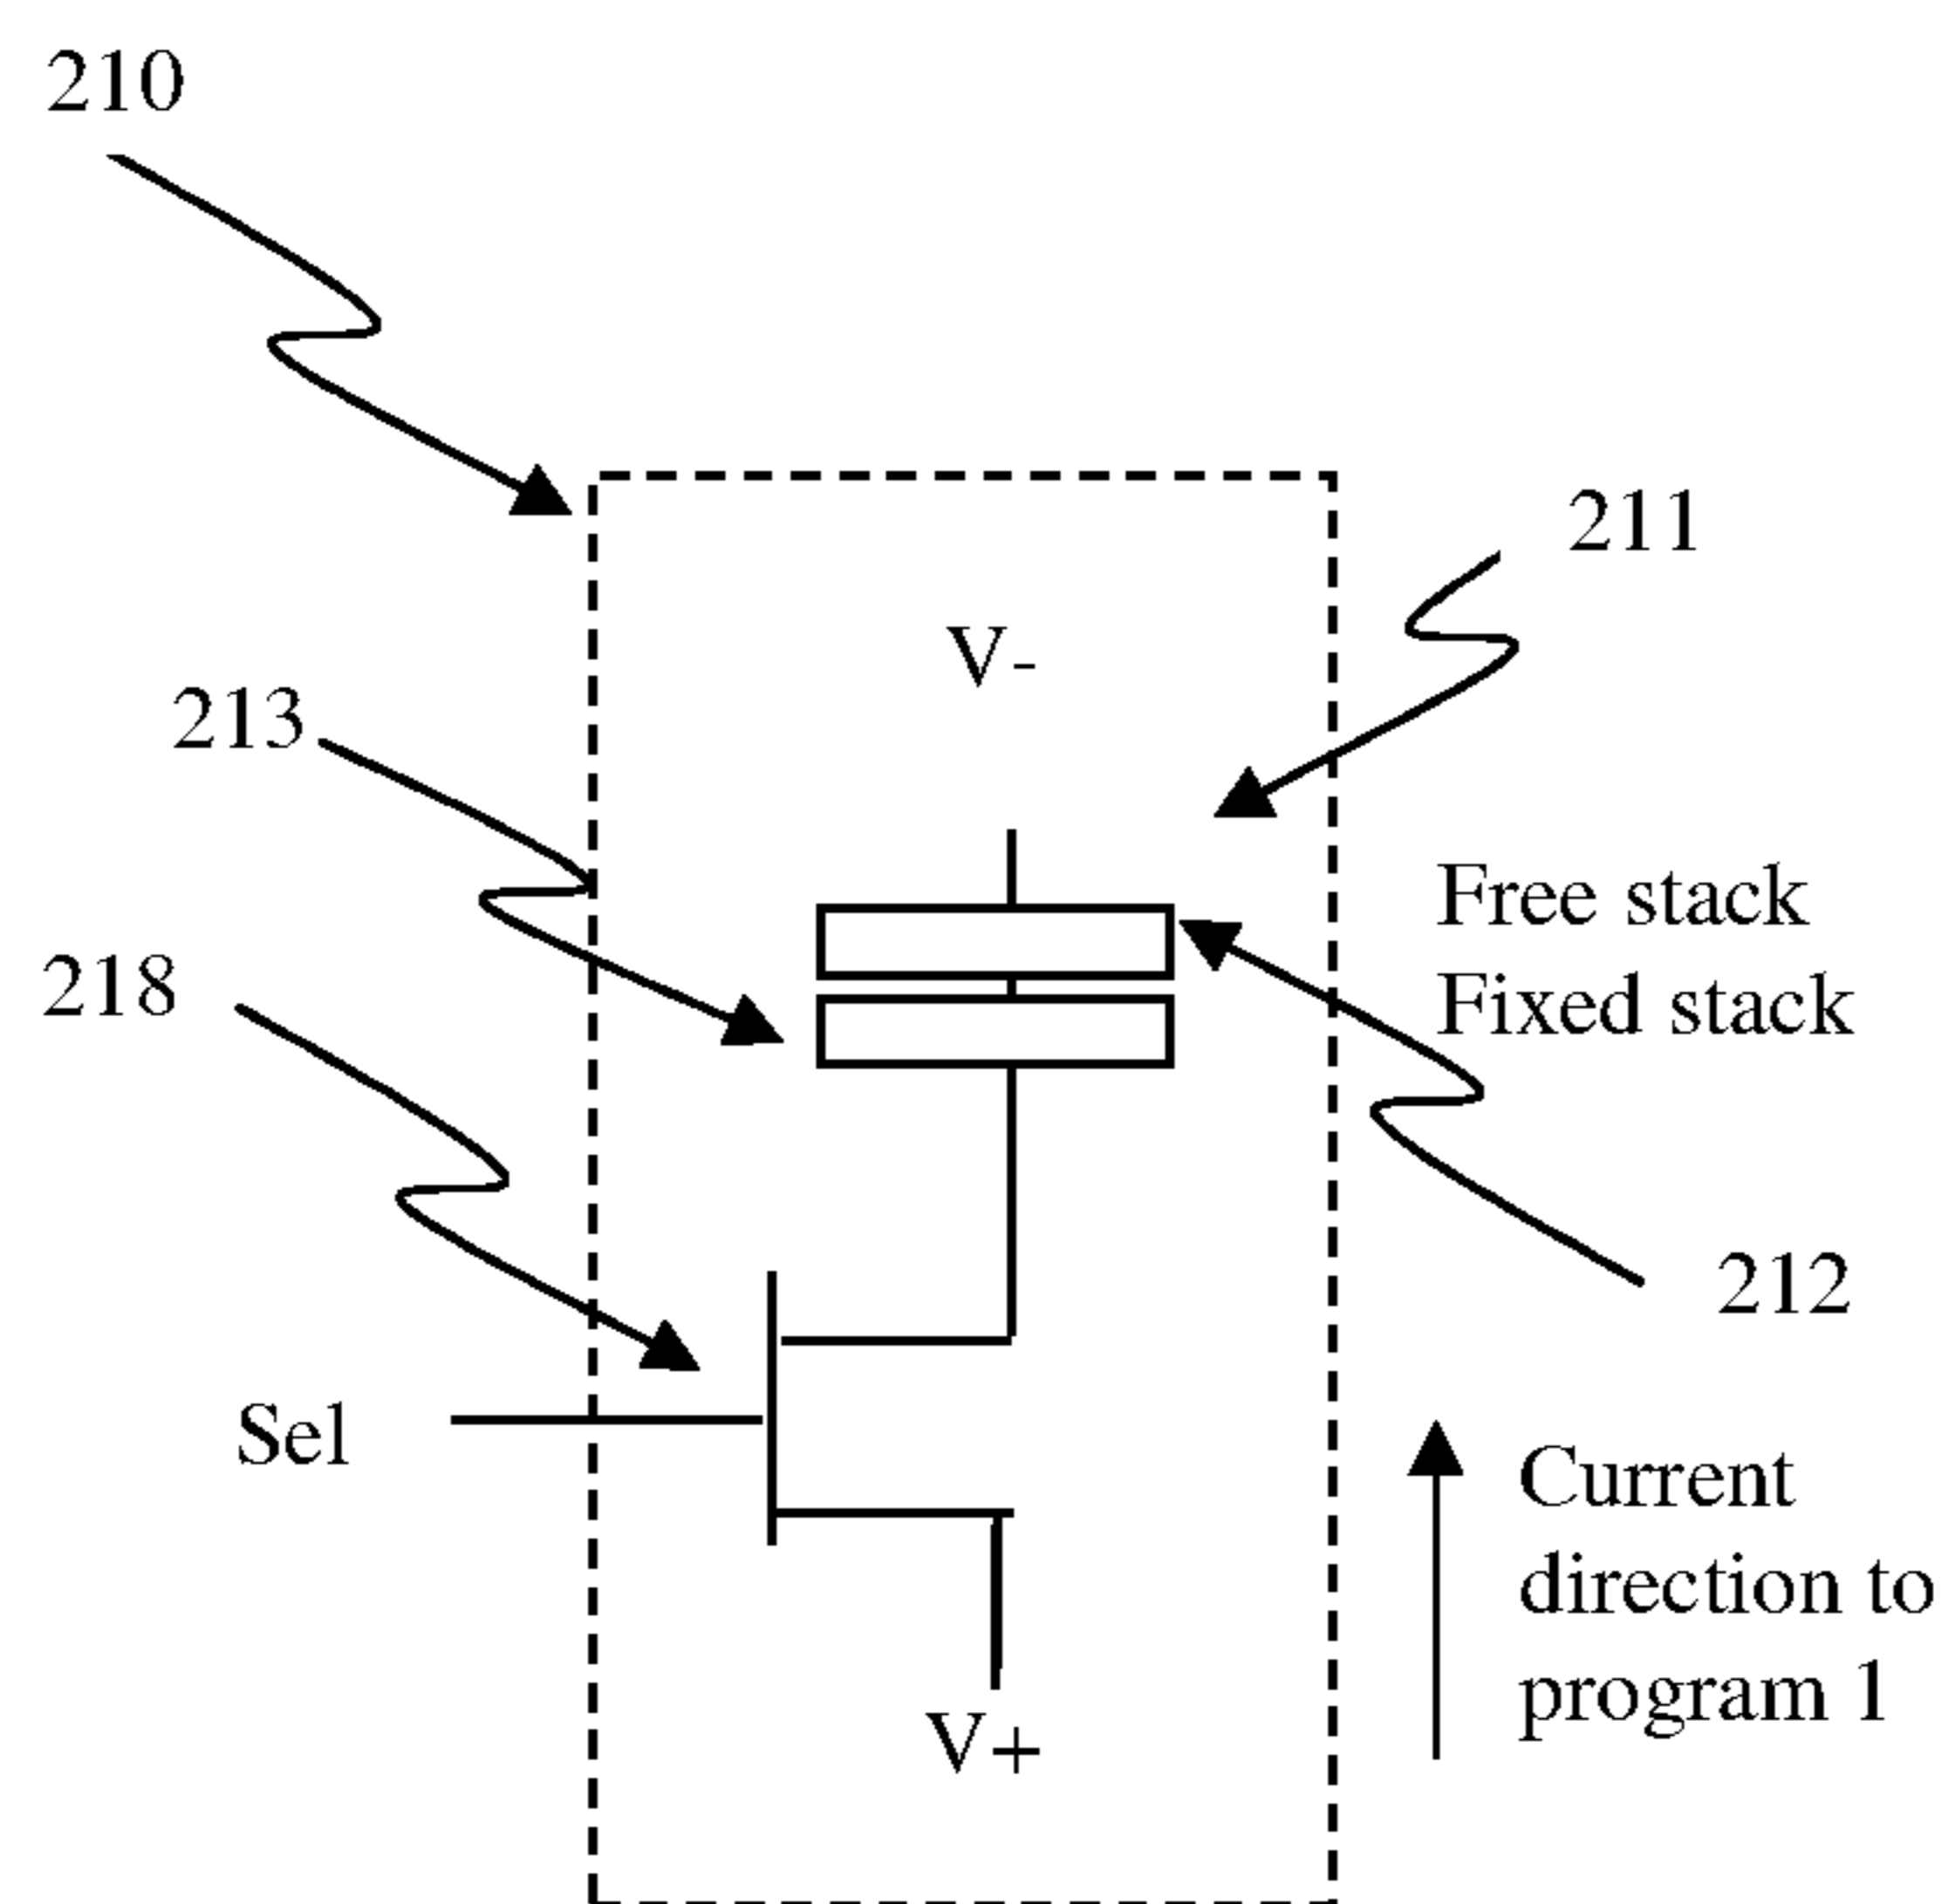 210
211
V-
213
Free stack
218
Fixed stack
212
Sel
Current
direction to
program 1
V+